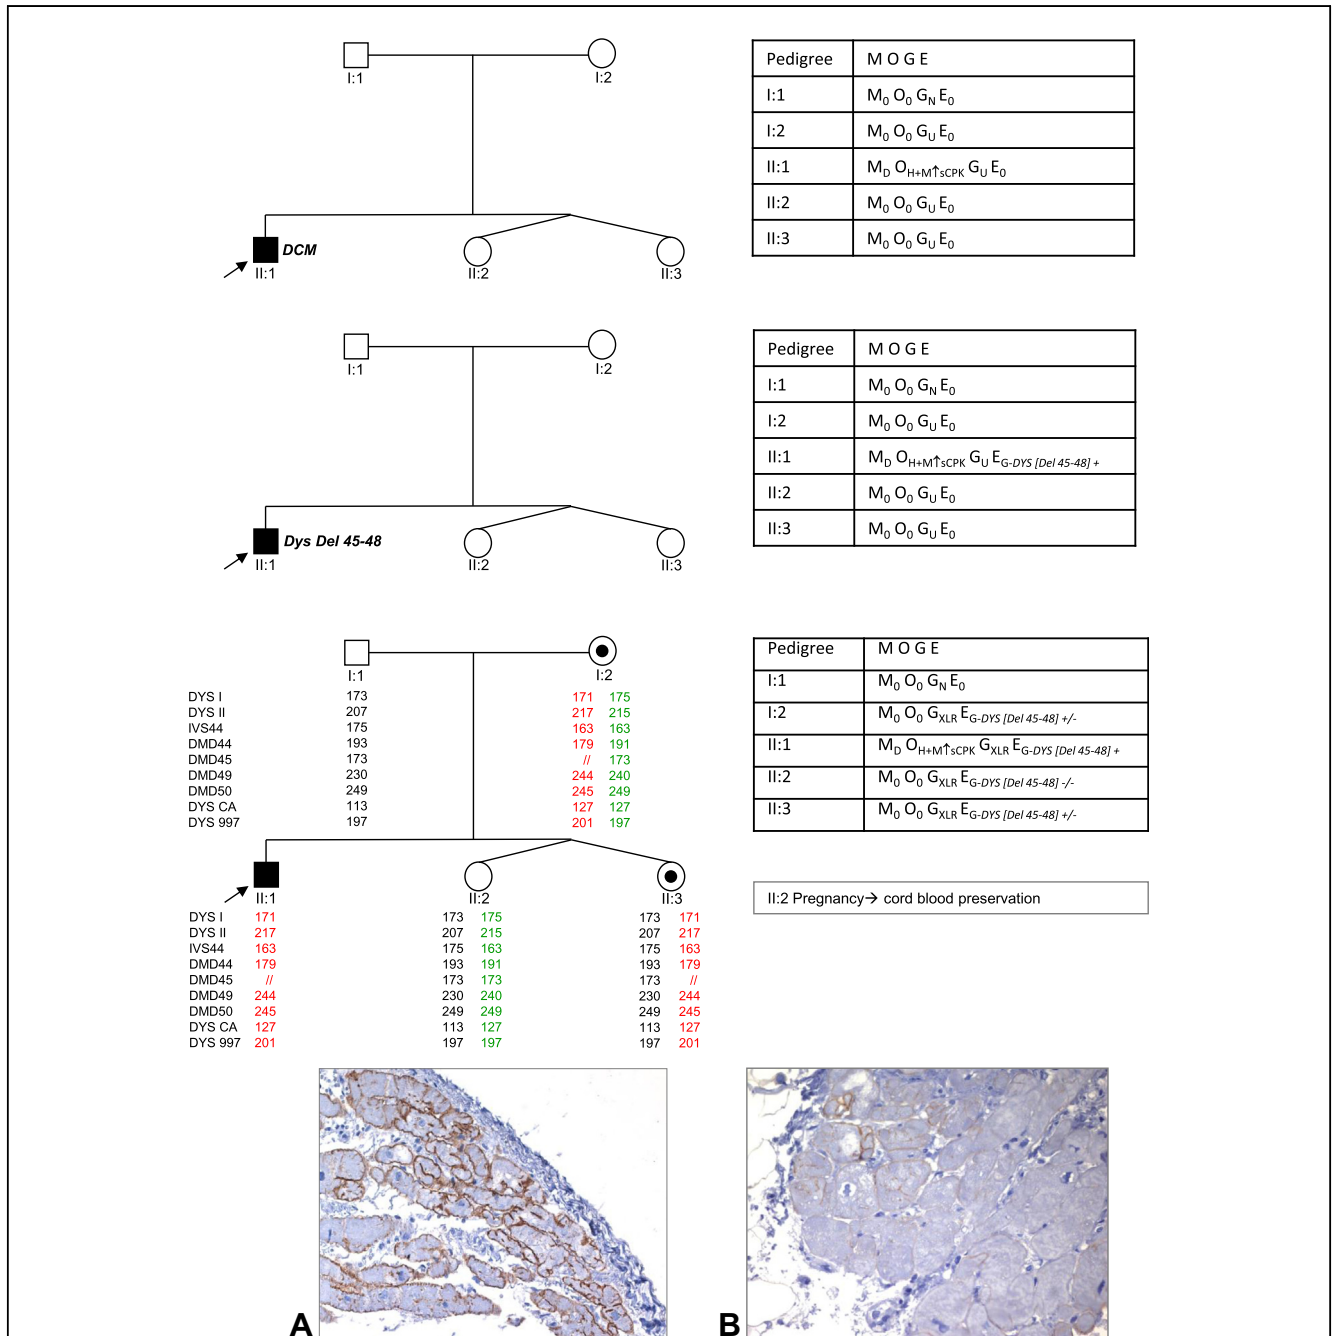 I:1 I:2
DCM
II:1 II:2 II:3
Pedigree M O G E
I:1 M0 O0 GN E0
I:2 M0 O0 GU E0
II:1 MD OH+M↑sCPK GU E0
II:2 M0 O0 GU E0
II:3 M0 O0 GU E0
I:1 I:2
Dys Del 45-48
II:1 II:2 II:3
Pedigree M O G E
I:1 M0 O0 GN E0
I:2 M0 O0 GU E0
II:1 MD OH+M↑sCPK GU EG-DYS [Del 45-48] +
II:2 M0 O0 GU E0
II:3 M0 O0 GU E0
I:1 I:2
DYS I 173 171 175
DYS II 207 217 215
IVS44 175 163 163
DMD44 193 179 191
DMD45 173 // 173
DMD49 230 244 240
DMD50 249 245 249
DYS CA 113 127 127
DYS 997 197 201 197
Pedigree M O G E
I:1 M0 O0 GN E0
I:2 M0 O0 GXLR EG-DYS [Del 45-48] +/-
II:1 MD OH+M↑sCPK GXLR EG-DYS [Del 45-48] +
II:2 M0 O0 GXLR EG-DYS [Del 45-48] -/-
II:3 M0 O0 GXLR EG-DYS [Del 45-48] +/-
II:2 Pregnancy→ cord blood preservation
II:1 II:2 II:3
DYS I 171 173 175 173 171
DYS II 217 207 215 207 217
IVS44 163 175 163 175 163
DMD44 179 193 191 193 179
DMD45 // 173 173 173 //
DMD49 244 230 240 230 244
DMD50 245 249 249 249 245
DYS CA 127 113 127 113 127
DYS 997 201 197 197 197 201
A B